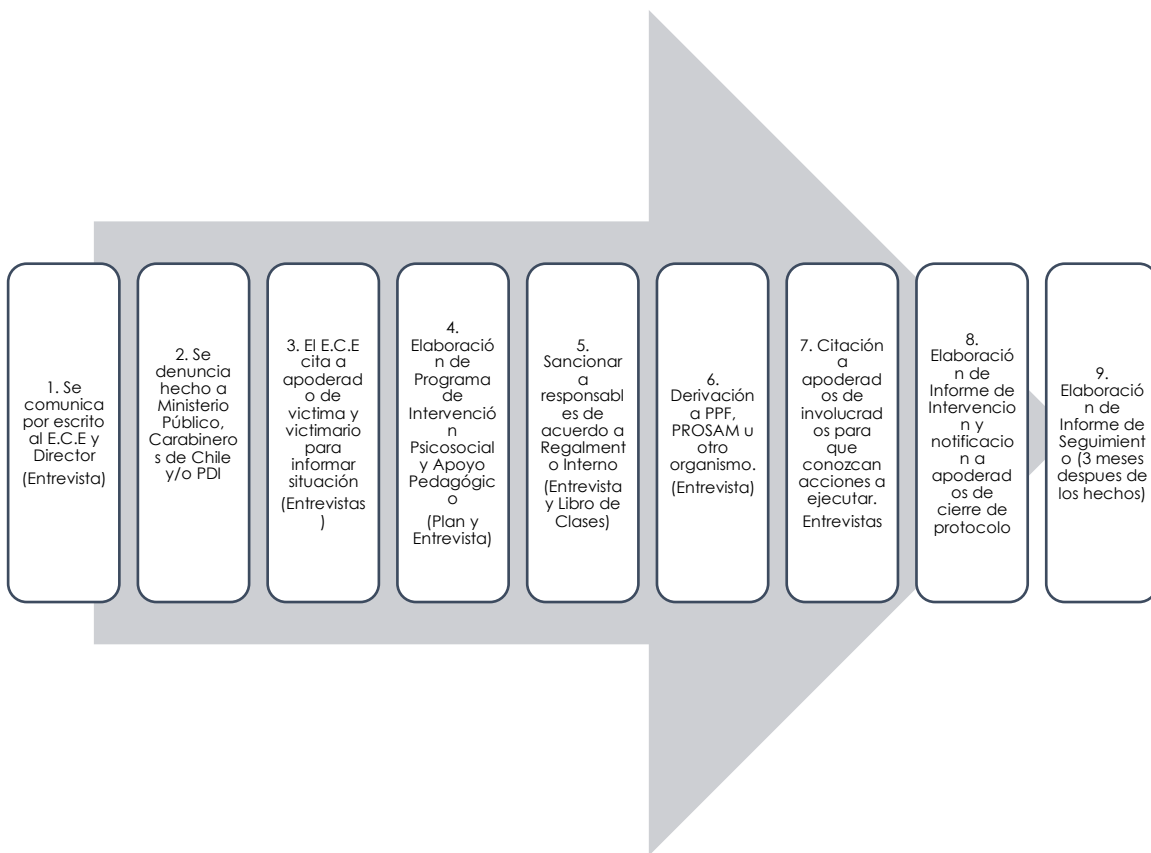 1. Se
comunica
por escrito
al E.C.E y
Director
(Entrevista)
2. Se
denuncia
hecho a
Ministerio
Público,
Carabinero
s de Chile
y/o PDI
3. El E.C.E
cita a
apoderad
o de
victima y
victimario
para
informar
situación
(Entrevistas
)
4.
Elaboració
n de
Programa
de
Intervenció
n
Psicosocial
y Apoyo
Pedagógic
o
(Plan y
Entrevista)
5.
Sancionar
a
responsabl
es de
acuerdo a
Regalment
o Interno
(Entrevista
y Libro de
Clases)
6.
Derivación
a PPF,
PROSAM u
otro
organismo.
(Entrevista)
7. Citación
a
apoderad
os de
involucrad
os para
que
conozcan
acciones a
ejecutar.
Entrevistas
8.
Elaboració
n de
Informe de
Intervencio
n y
notificacio
n a
apoderad
os de
cierre de
protocolo
9.
Elaboració
n de
Informe de
Seguimient
o (3 meses
despues de
los hechos)